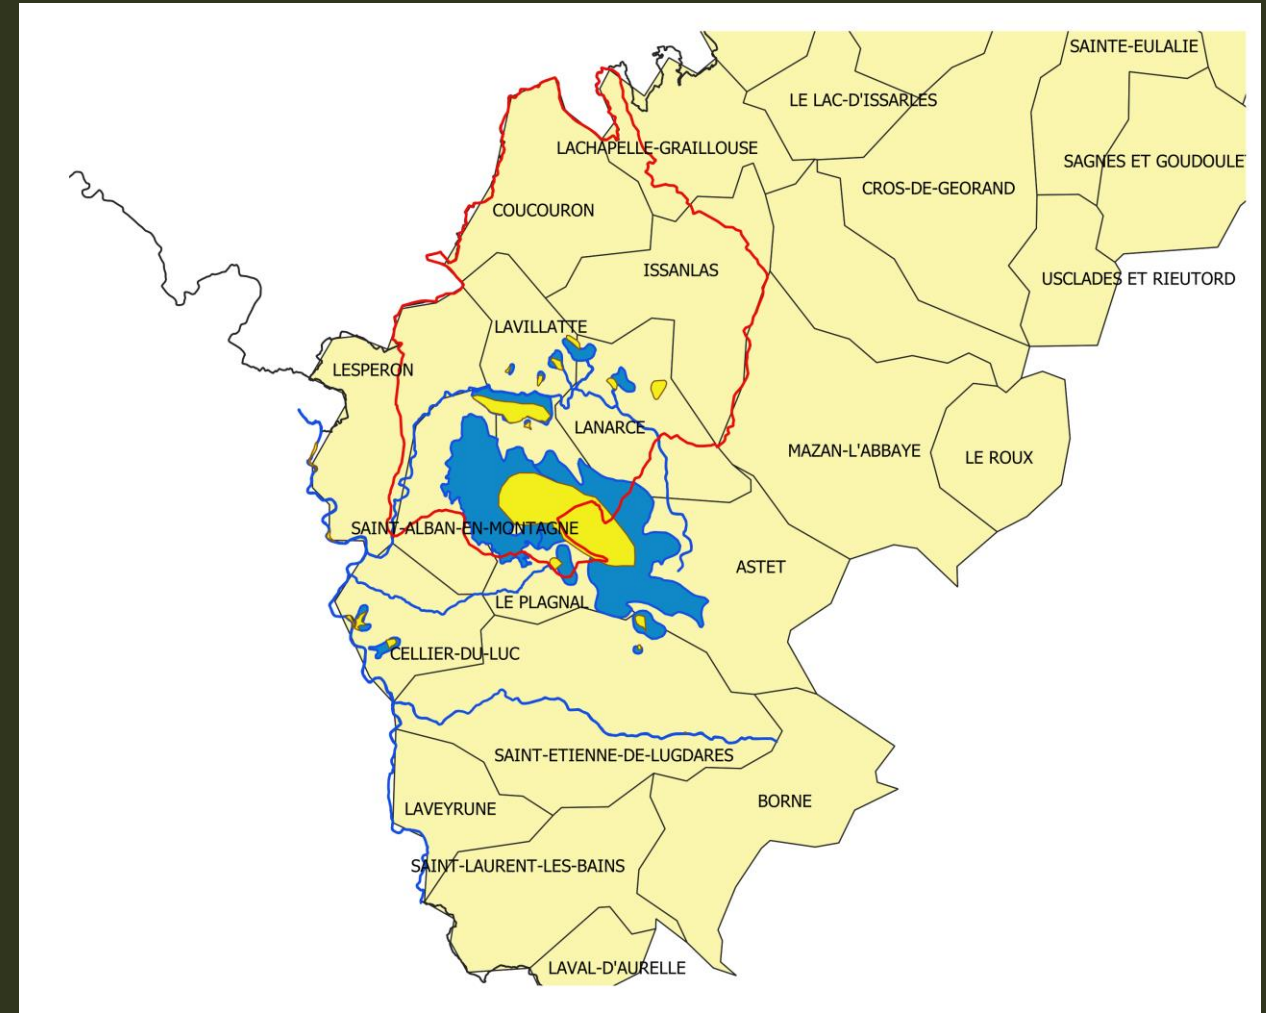 SAINTE-EULALIE
LE LAC-D'ISSARLES
LACHAPELLE-GRAILLOUSE
SAGNES ET GOUDOULE
CROS-DE-GEORAND
COUCOURON
ISSANLAS
USCLADES ET RIEUTORD
LAVILLATTE
LESPERON
LANARCE
MAZAN-L'ABBAYE
LE ROUX
SAINT-ALBAN-EN-MONTAGNE
ASTET
LE PLAGNAL
CELLIER-DU-LUC
SAINT-ETIENNE-DE-LUGDARES
BORNE
LAVEYRUNE
SAINT-LAURENT-LES-BAINS
LAVAL-D'AURELLE